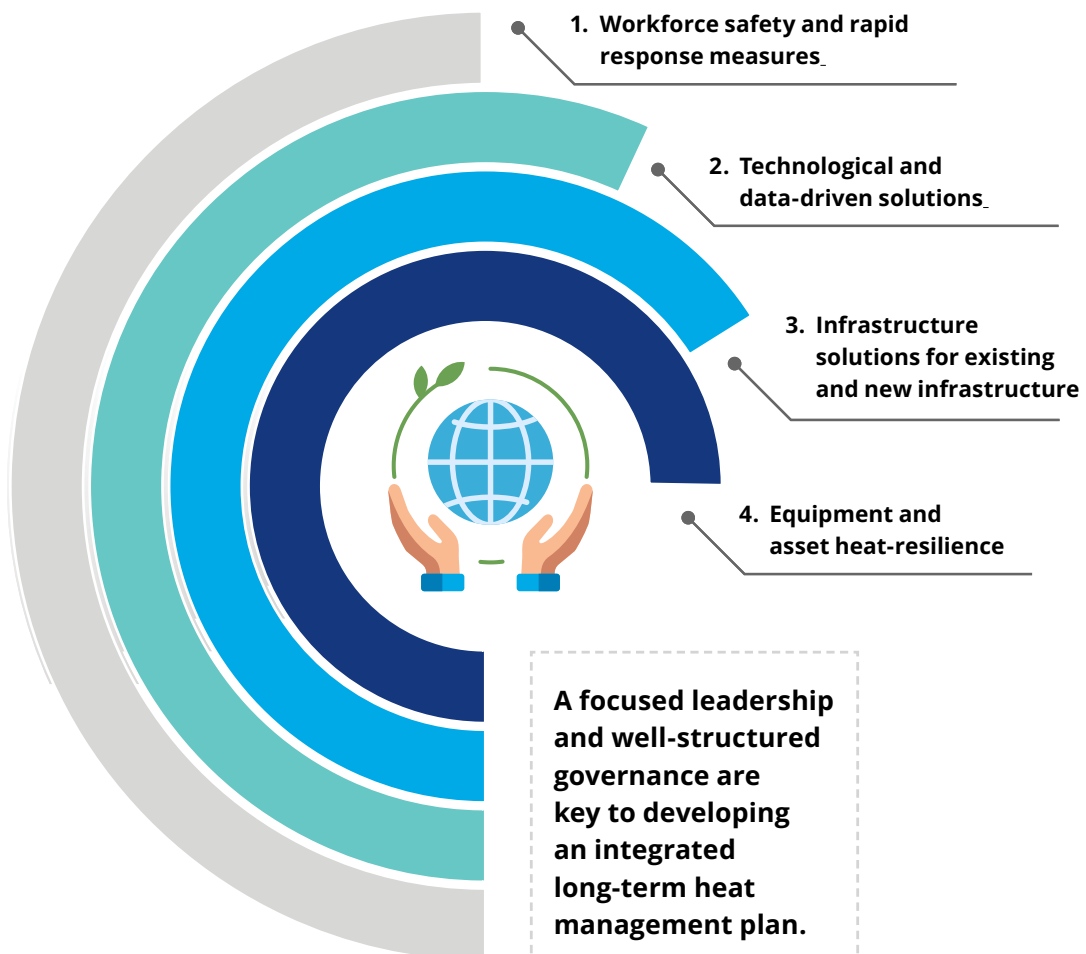 1. Workforce safety and rapid
response measures
2. Technological and
data-driven solutions
3. Infrastructure
solutions for existing
and new infrastructure
4. Equipment and
asset heat-resilience
A focused leadership
and well-structured
governance are
key to developing
an integrated
long-term heat
management plan.